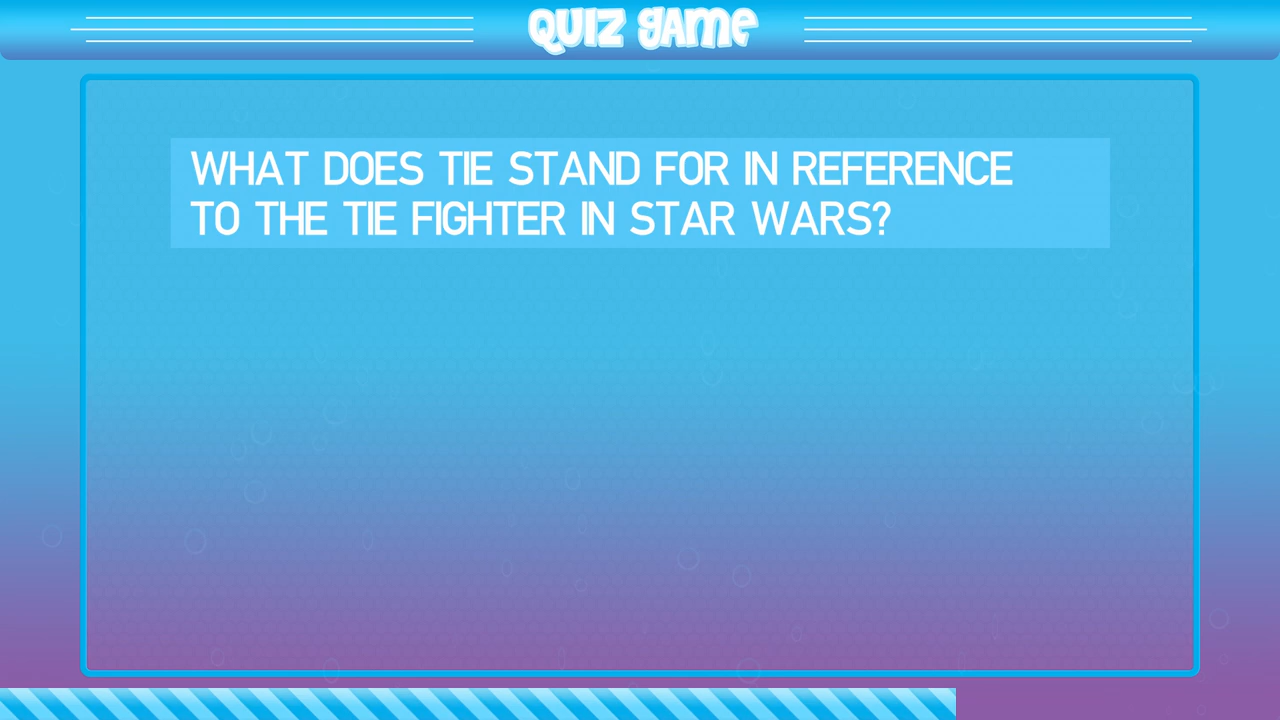 QUIZ GAME
WHAT DOES TIE STAND FOR IN REFERENCE
TO THE TIE FIGHTER IN STAR WARS?